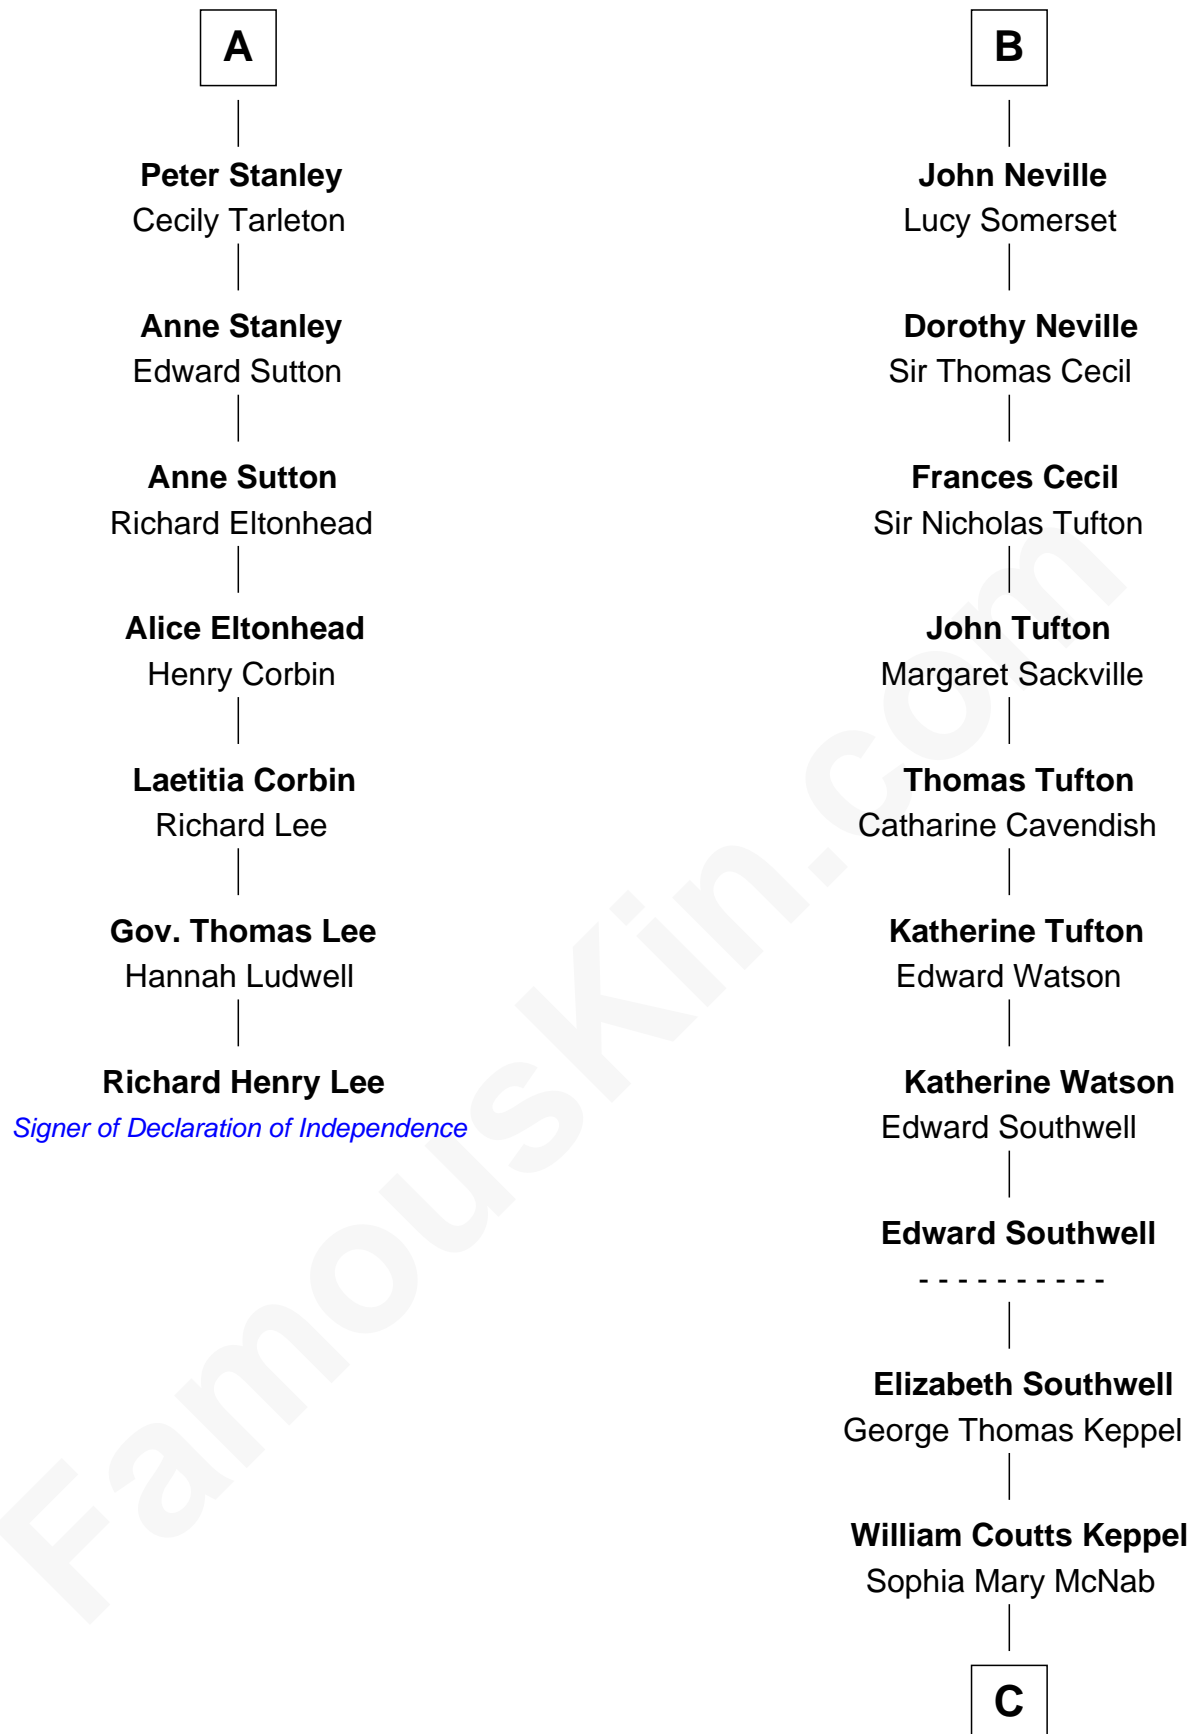 A
Peter Stanley
Cecily Tarleton
Anne Stanley
Edward Sutton
Anne Sutton
Richard Eltonhead
Alice Eltonhead
Henry Corbin
Laetitia Corbin
Richard Lee
Gov. Thomas Lee
Hannah Ludwell
Richard Henry Lee
Signer of Declaration of Independence
B
John Neville
Lucy Somerset
Dorothy Neville
Sir Thomas Cecil
Frances Cecil
Sir Nicholas Tufton
John Tufton
Margaret Sackville
Thomas Tufton
Catharine Cavendish
Katherine Tufton
Edward Watson
Katherine Watson
Edward Southwell
Edward Southwell
- - - - - - - - - -
Elizabeth Southwell
George Thomas Keppel
William Coutts Keppel
Sophia Mary McNab
C
FamousKin.com